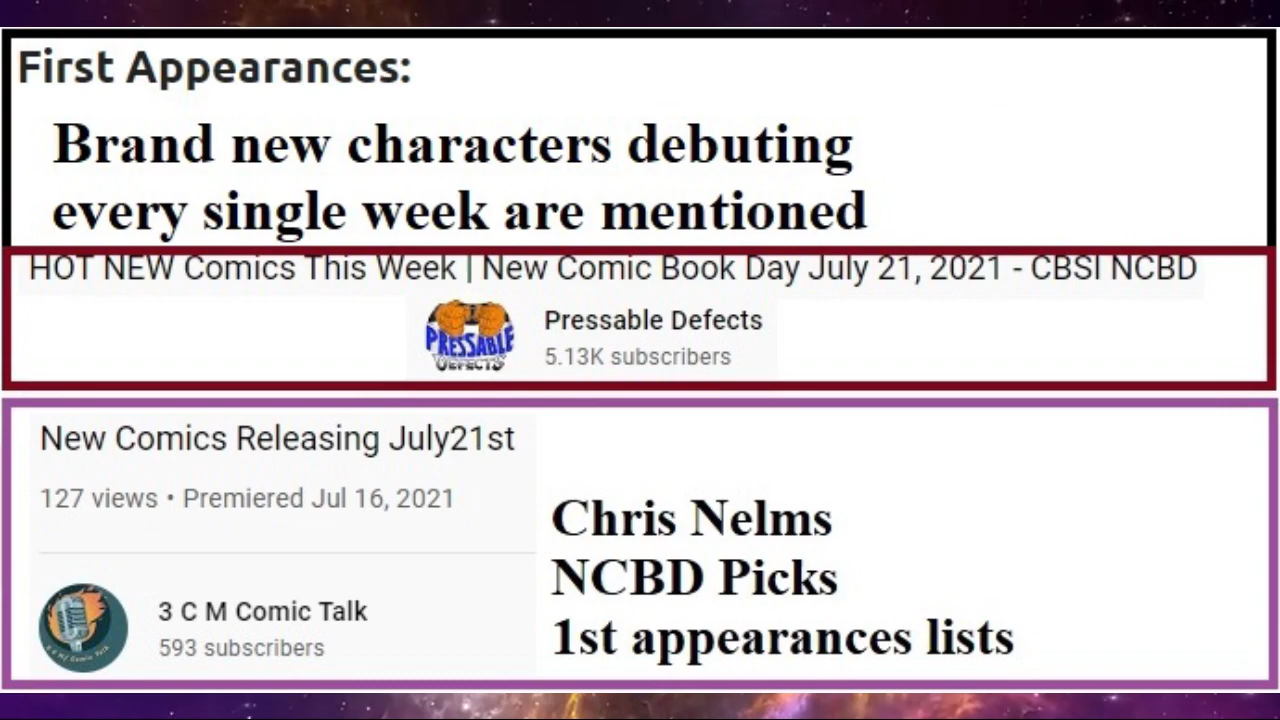 First Appearances:
Brand new characters debuting
every single week are mentioned
HOT NEW Comics This Week | New Comic Book Day July 21, 2021 - CBSI NCBD
PRESSABLE
DEFECTS
Pressable Defects
5.13K subscribers
New Comics Releasing July21st
127 views • Premiered Jul 16, 2021
Chris Nelms
NCBD Picks
1st appearances lists
3 C M Comic Talk
593 subscribers